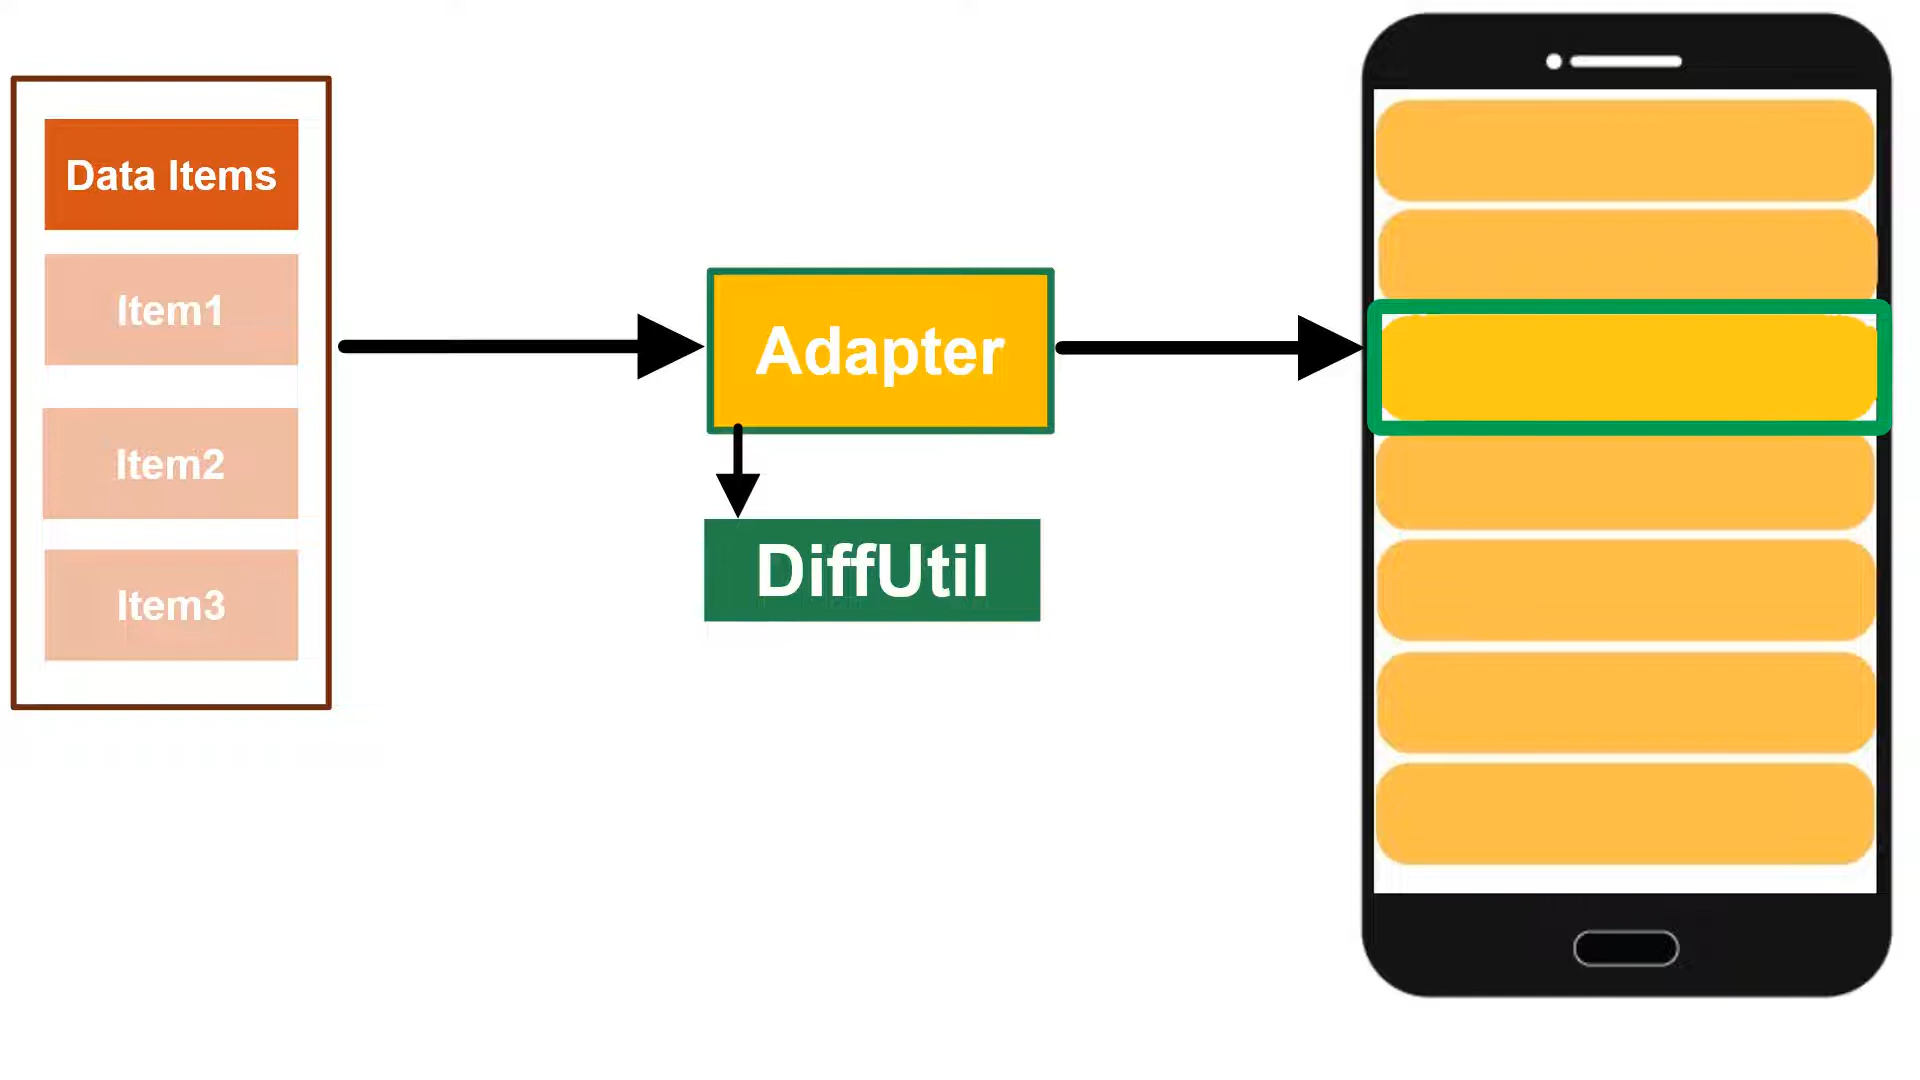 Data Items
Item1
Item2
Item3
Adapter
DiffUtil